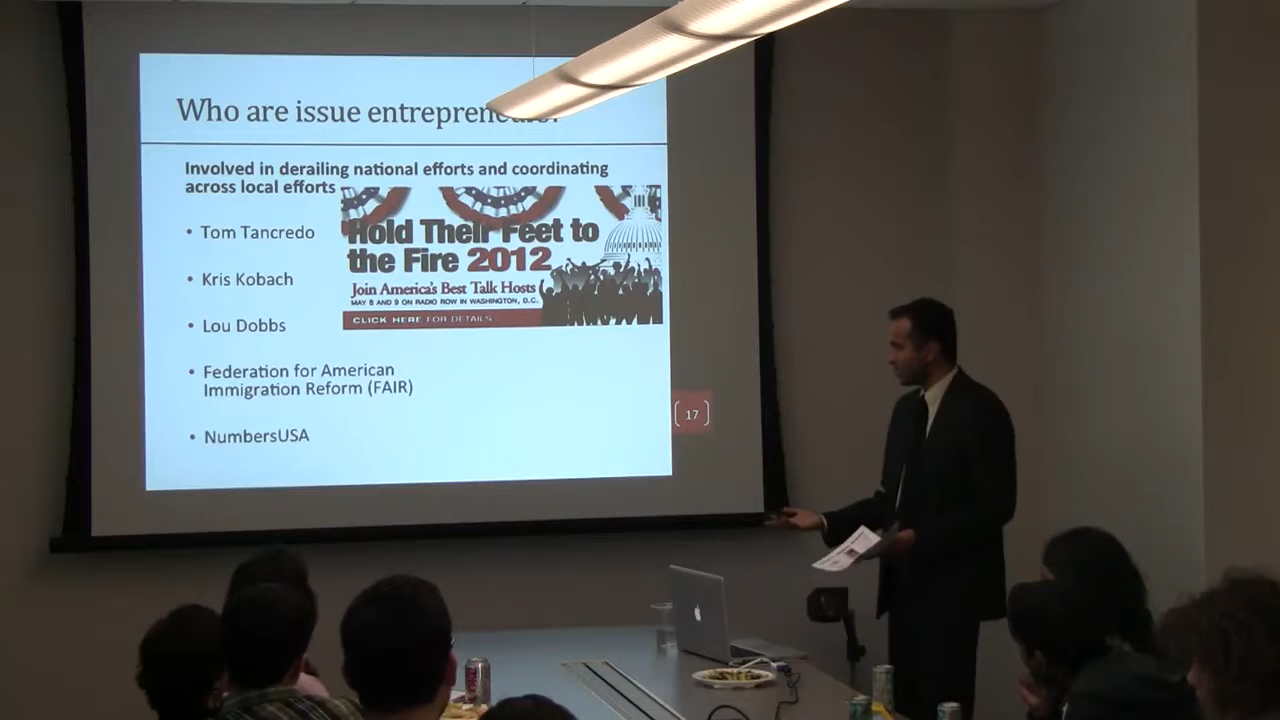 Who are issue entrepreneurs?
Involved in derailing national efforts and coordinating
across local efforts
• Tom Tancredo
• Kris Kobach
• Lou Dobbs
• Federation for American
Immigration Reform (FAIR)
• NumbersUSA
Hold Their Feet to
the Fire 2012
Join America's Best Talk Hosts
MAY 8 AND 9 ON RADIO ROW IN WASHINGTON, D.C.
CLICK HERE FOR DETAILS
17